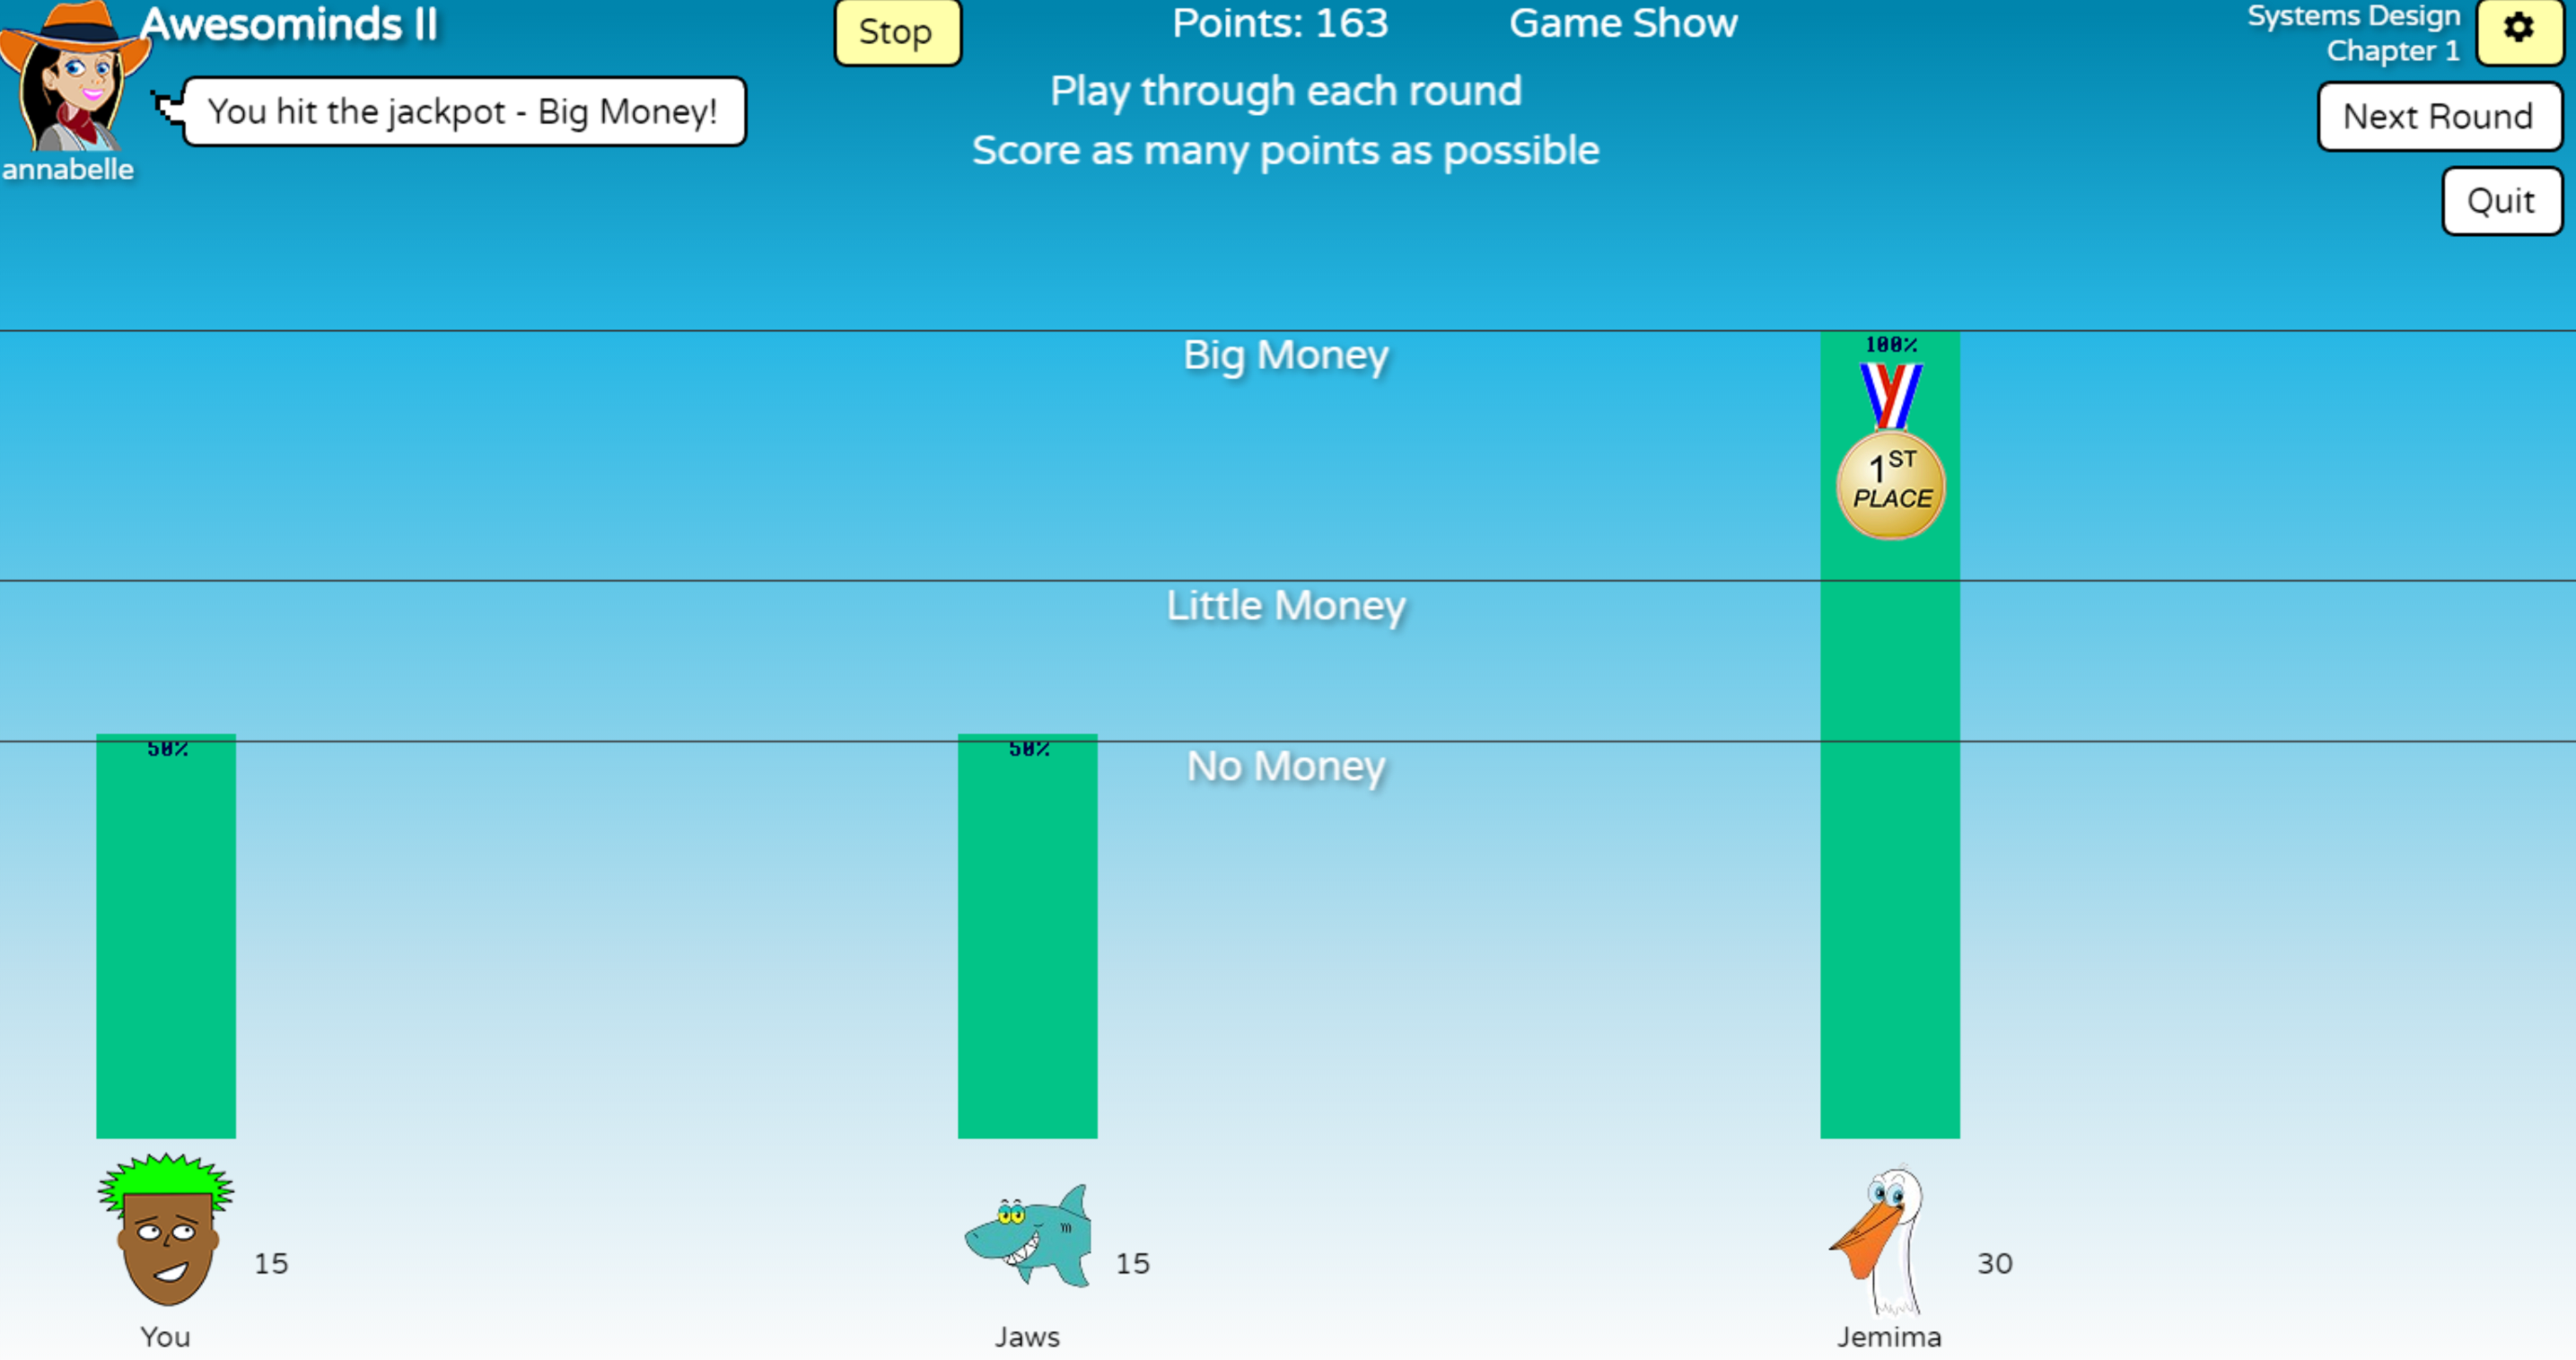 Awesominds II
Stop
Points: 163
Game Show
Systems Design
Chapter 1
annabelle
You hit the jackpot - Big Money!
Play through each round
Score as many points as possible
Next Round
Quit
Big Money
100%
1ST
PLACE
Little Money
50%
50%
No Money
15
15
30
You
Jaws
Jemima